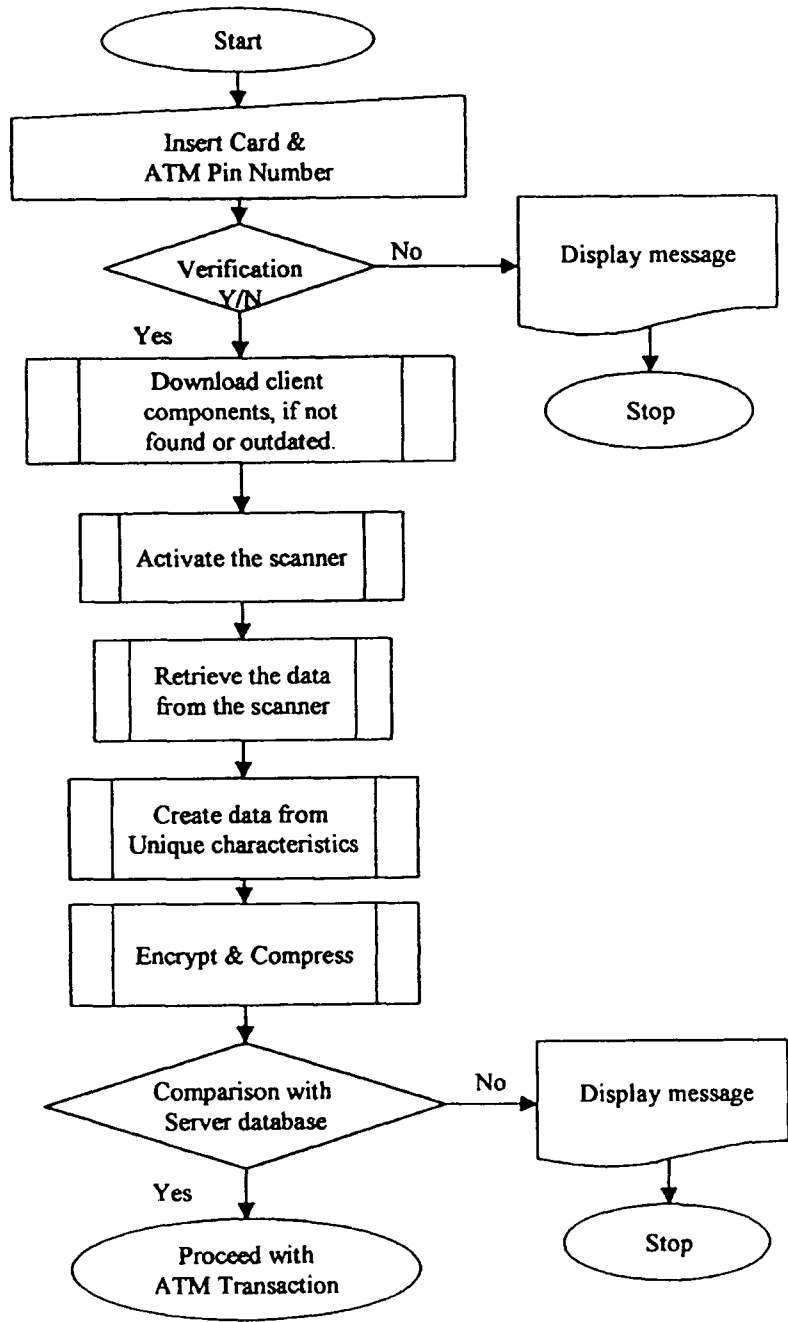 Start
Insert Card &
ATM Pin Number
Verification
Y/N
No
Display message
Stop
Yes
Download client
components, if not
found or outdated.
Activate the scanner
Retrieve the data
from the scanner
Create data from
Unique characteristics
Encrypt & Compress
Comparison with
Server database
No
Display message
Stop
Yes
Proceed with
ATM Transaction